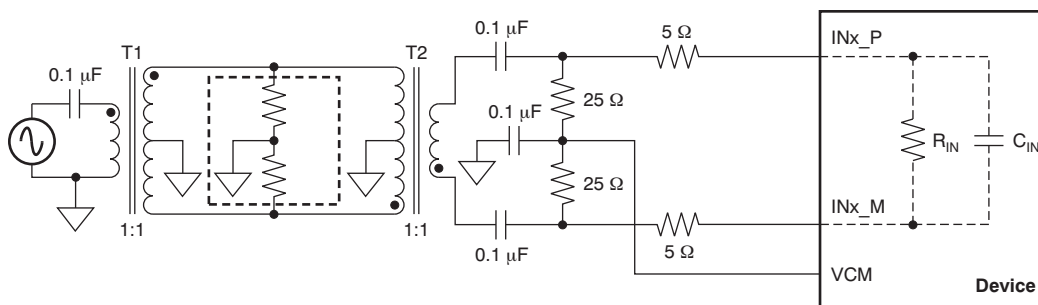 T1
0.1 μF
T2
0.1 μF
5 Ω
INx_P
25 Ω
0.1 μF
R_IN
C_IN
25 Ω
INx_M
1:1
1:1
0.1 μF
5 Ω
VCM
Device